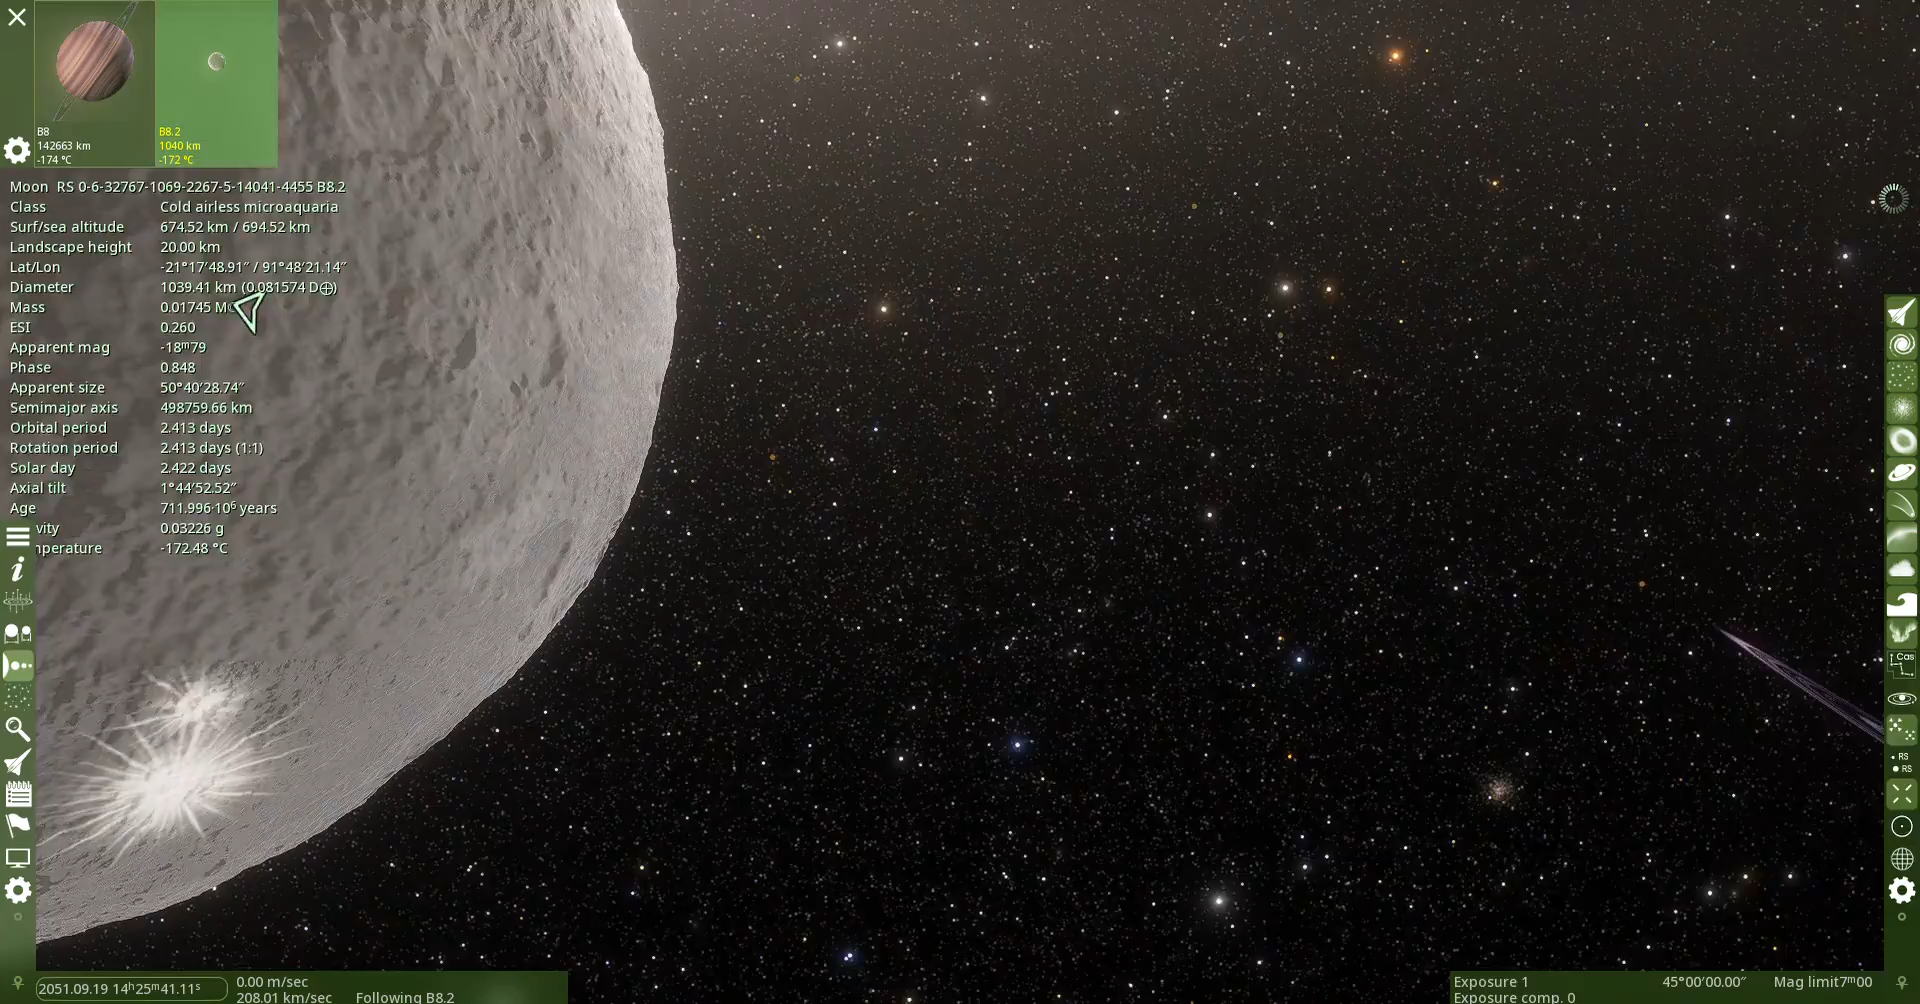 B8
142663 km
-174 °C
B8.2
1040 km
-172 °C
Moon RS 0-6-32767-1069-2267-5-14041-4455 B8.2
Class Cold airless microaquaria
Surf/sea altitude 674.52 km / 694.52 km
Landscape height 20.00 km
Lat/Lon -21°17′48.91″ / 91°48′21.14″
Diameter 1039.41 km (0.081574 D⊕)
Mass 0.01745 M
ESI 0.260
Apparent mag -18ᵐ79
Phase 0.848
Apparent size 50°40′28.74″
Semimajor axis 498759.66 km
Orbital period 2.413 days
Rotation period 2.413 days (1:1)
Solar day 2.422 days
Axial tilt 1°44′52.52″
Age 711.996·10⁶ years
vity 0.03226 g
nperature -172.48 °C
Cas
RS
RS
2051.09.19 14ʰ25ᵐ41.11ˢ
0.00 m/sec
208.01 km/sec Following B8.2
Exposure 1 45°00′00.00″ Mag limit7ᵐ00
Exposure comp. 0